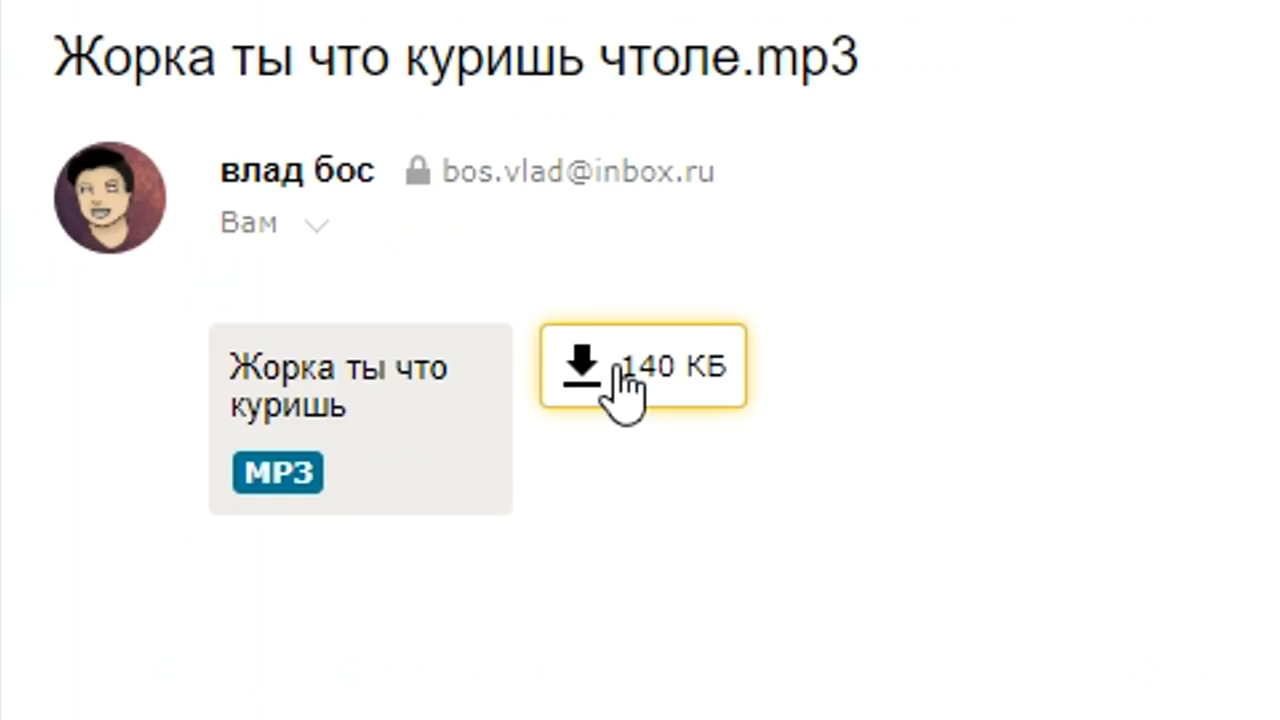 Жорка ты что куришь чтоле.mp3
влад бос bos.vlad@inbox.ru
Вам
Жорка ты что
куришь
140 КБ
MP3